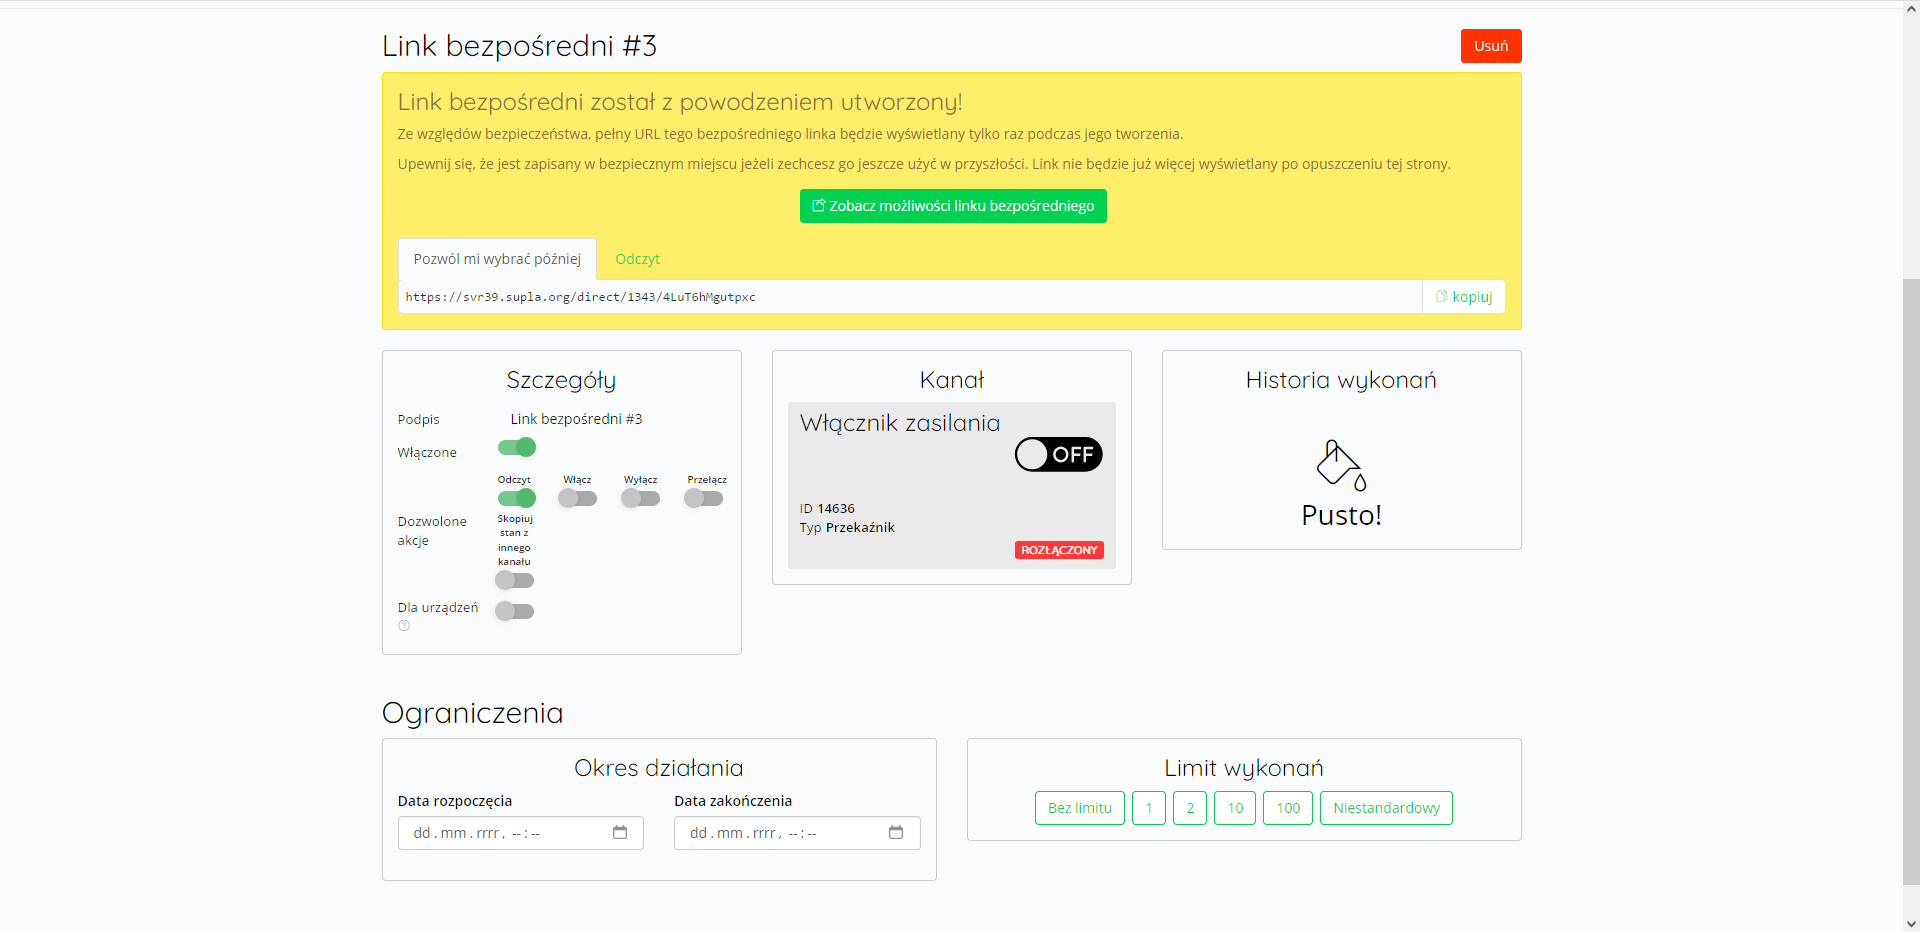 Link bezpośredni #3
Usuń
Link bezpośredni został z powodzeniem utworzony!
Ze względów bezpieczeństwa, pełny URL tego bezpośredniego linka będzie wyświetlany tylko raz podczas jego tworzenia.
Upewnij się, że jest zapisany w bezpiecznym miejscu jeżeli zechcesz go jeszcze użyć w przyszłości. Link nie będzie już więcej wyświetlany po opuszczeniu tej strony.
Zobacz możliwości linku bezpośredniego
Pozwól mi wybrać później
Odczyt
https://svr39.supla.org/direct/1343/4LuT6hMgutpxc
kopiuj
Szczegóły
Podpis
Link bezpośredni #3
Włączone
Dozwolone
akcje
Odczyt
Włącz
Wyłącz
Przełącz
Skopiuj
stan z
innego
kanału
Dla urządzeń
?
Kanał
Włącznik zasilania
OFF
ID 14636
Typ Przekaźnik
ROZŁĄCZONY
Historia wykonań
Pusto!
Ograniczenia
Okres działania
Data rozpoczęcia
dd.mm.rrrr, --:--
Data zakończenia
dd.mm.rrrr, --:--
Limit wykonań
Bez limitu
1
2
10
100
Niestandardowy